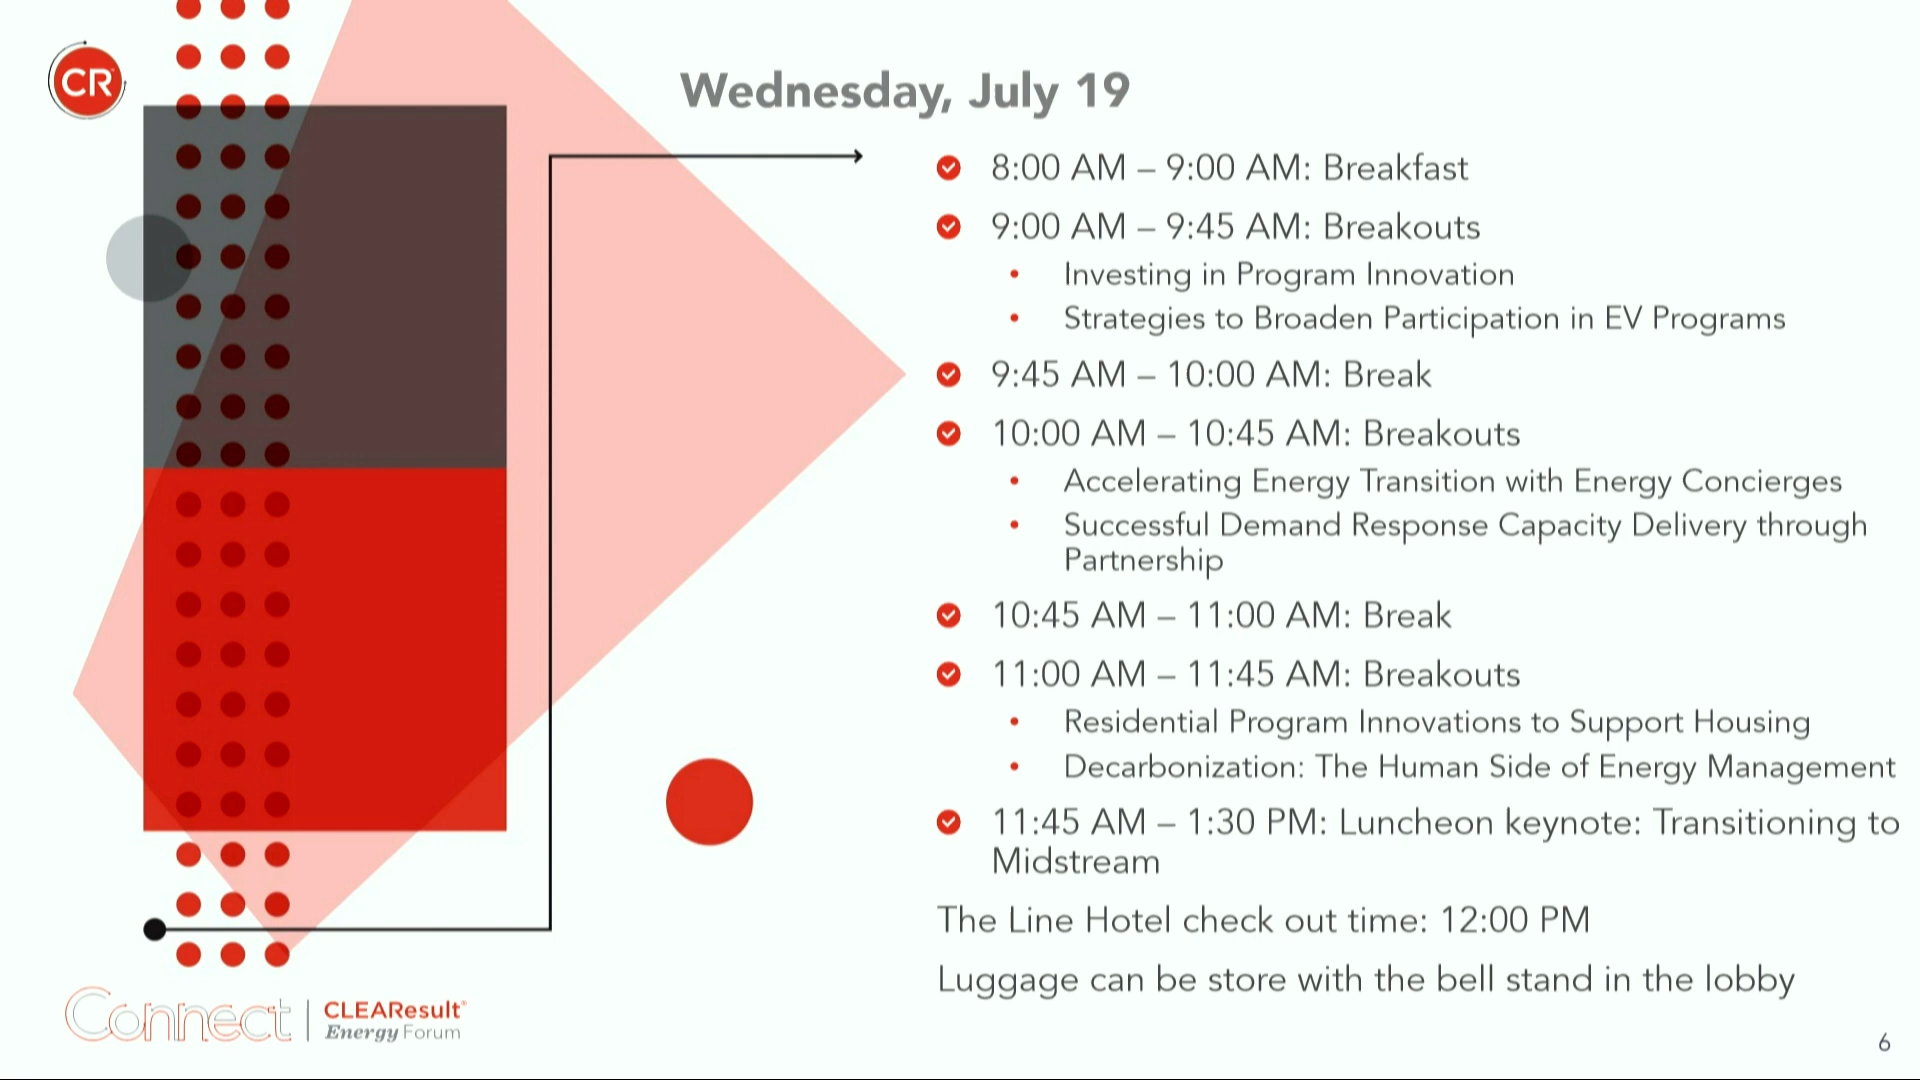 CR
Wednesday, July 19
8:00 AM – 9:00 AM: Breakfast
9:00 AM – 9:45 AM: Breakouts
• Investing in Program Innovation
• Strategies to Broaden Participation in EV Programs
9:45 AM – 10:00 AM: Break
10:00 AM – 10:45 AM: Breakouts
• Accelerating Energy Transition with Energy Concierges
• Successful Demand Response Capacity Delivery through
Partnership
10:45 AM – 11:00 AM: Break
11:00 AM – 11:45 AM: Breakouts
• Residential Program Innovations to Support Housing
• Decarbonization: The Human Side of Energy Management
11:45 AM – 1:30 PM: Luncheon keynote: Transitioning to
Midstream
The Line Hotel check out time: 12:00 PM
Luggage can be store with the bell stand in the lobby
Connect
CLEAResult®
Energy Forum
6